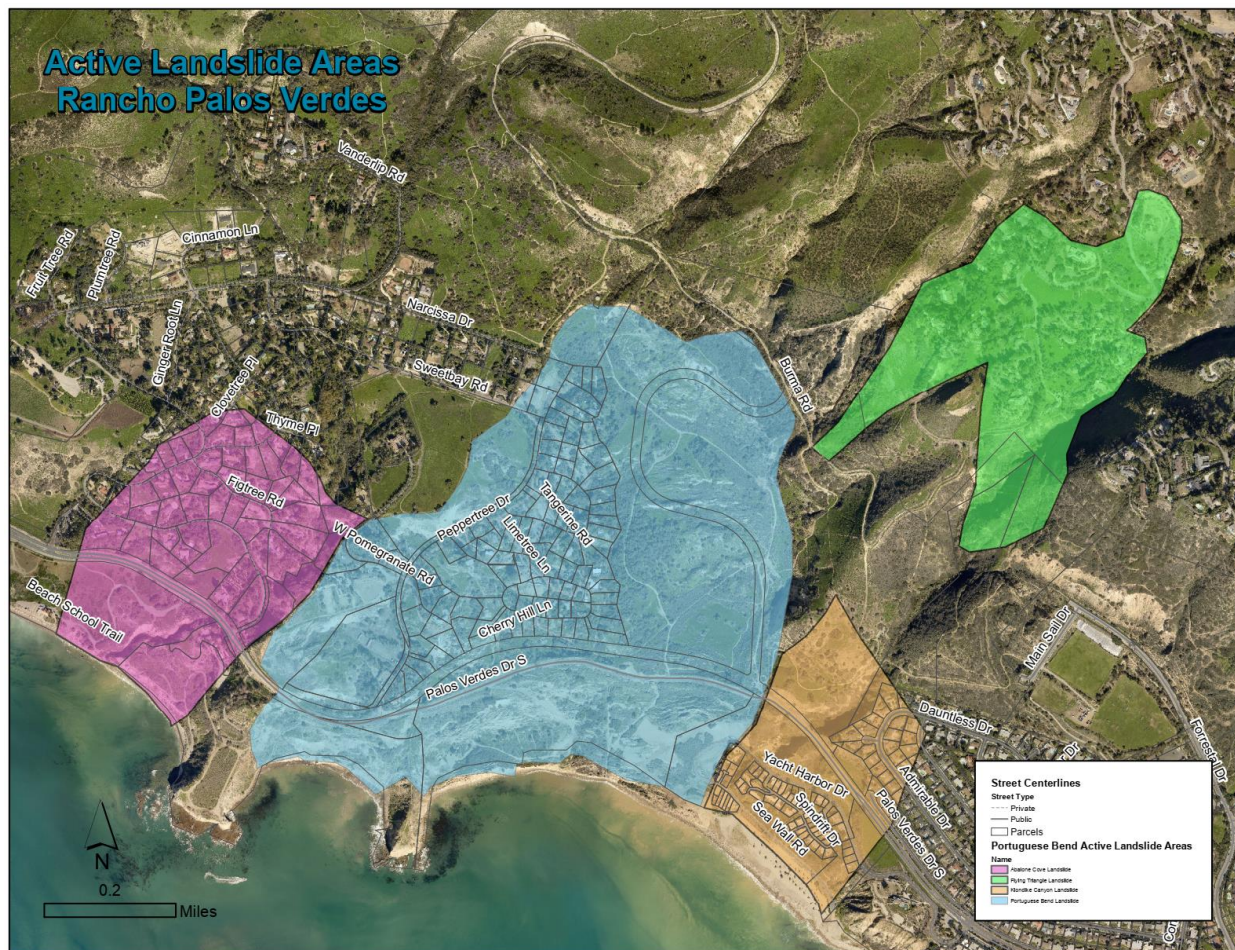 Active Landslide Areas
Rancho Palos Verdes
Vanderlip Rd
Cinnamon Ln
Fruit Tree Rd
Plumtree Rd
Ginger Root Ln
Narcissa Dr
Sweetbay Rd
Clovetree Pl
Thyme Pl
Burma Rd
Figtree Rd
Peppertree Dr
Tangerine Rd
Limetree Ln
W Pomegranate Rd
Beach School Trail
Cherry Hill Ln
Palos Verdes Dr S
Main Sail Dr
Dauntless Dr
Forrestal Dr
Dr
Yacht Harbor Dr
Admirable Dr
Spindrift Dr
Palos Verdes Dr S
Sea Wall Rd
N
0.2
Miles
Street Centerlines
Street Type
Private
Public
Parcels
Portuguese Bend Active Landslide Areas
Name
Abalone Cove Landslide
Flying Triangle Landslide
Klondike Canyon Landslide
Portuguese Bend Landslide